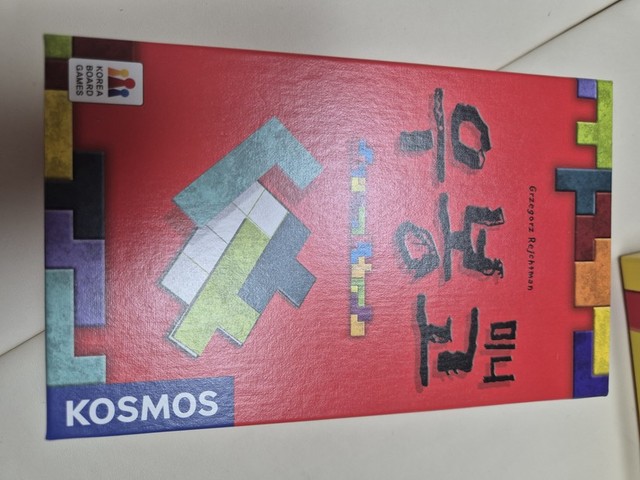 Grzegorz Rejchtman
미니
우봉고
KOREA
BOARD
GAMES
KOSMOS